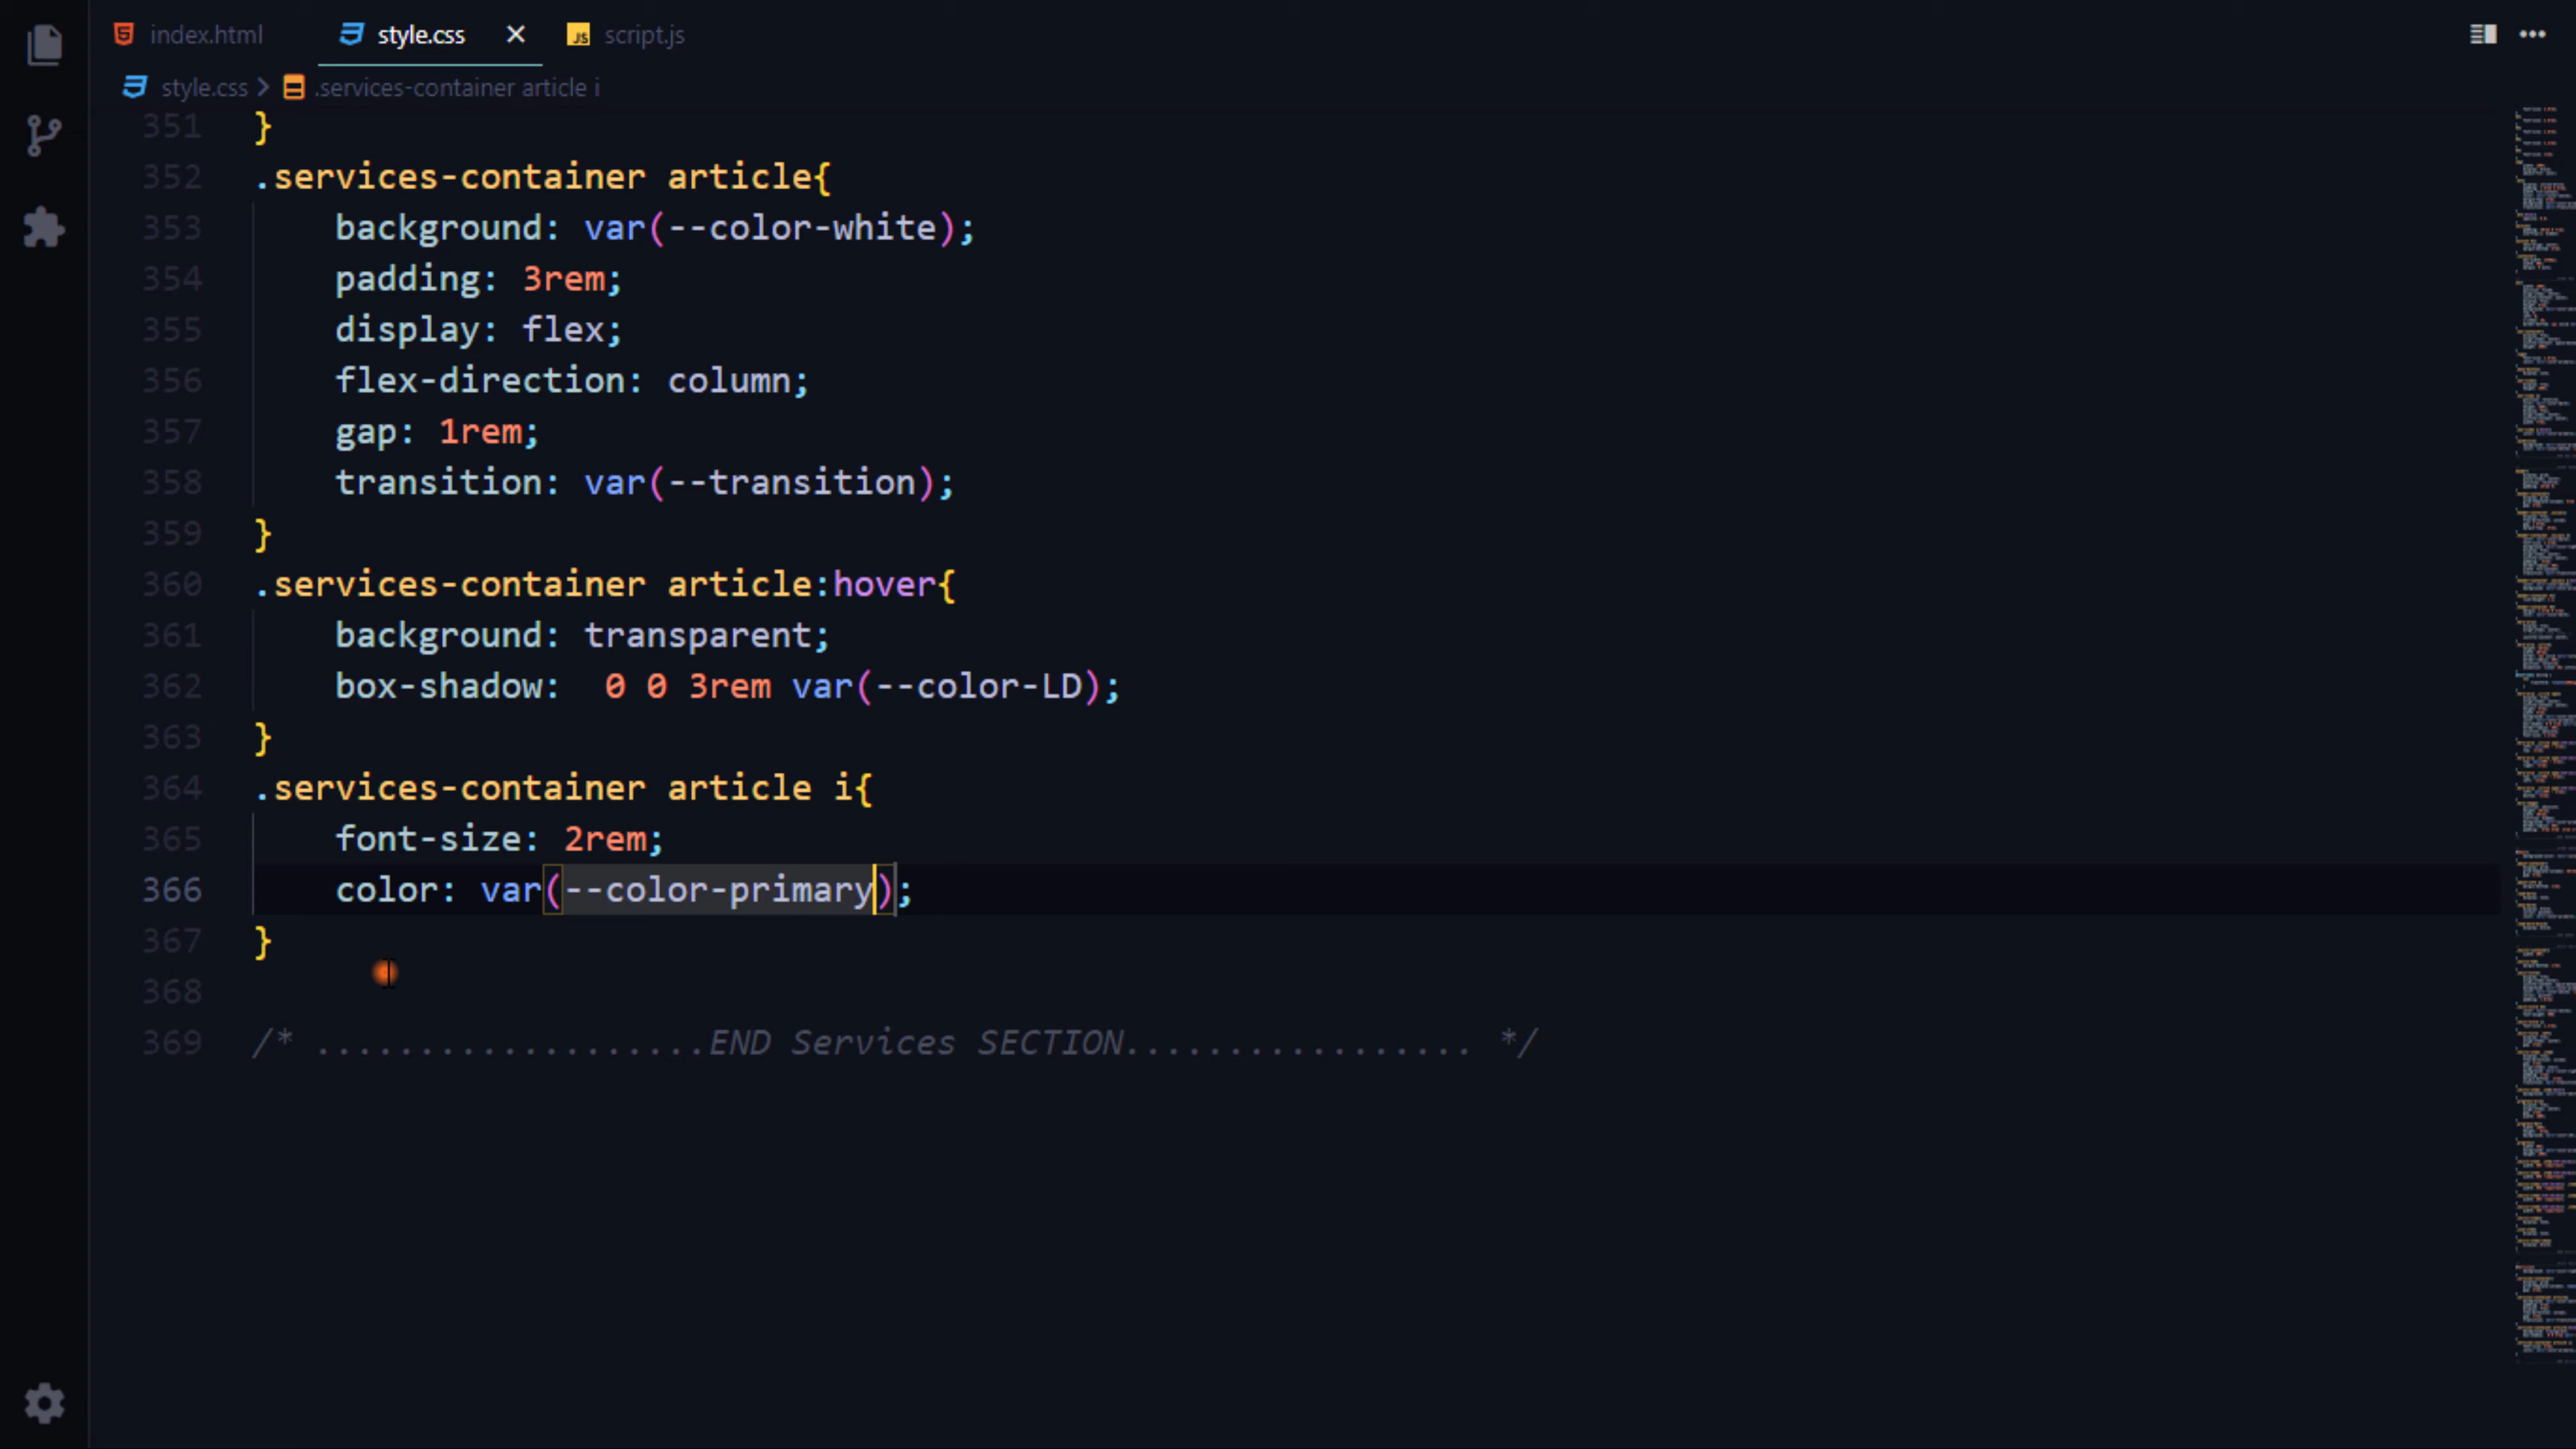 index.html style.css × JS script.js
style.css > .services-container article i
351 }
352 .services-container article{
353     background: var(--color-white);
354     padding: 3rem;
355     display: flex;
356     flex-direction: column;
357     gap: 1rem;
358     transition: var(--transition);
359 }
360 .services-container article:hover{
361     background: transparent;
362     box-shadow:  0 0 3rem var(--color-LD);
363 }
364 .services-container article i{
365     font-size: 2rem;
366     color: var(--color-primary);
367 }
368
369 /* ...................END Services SECTION................. */